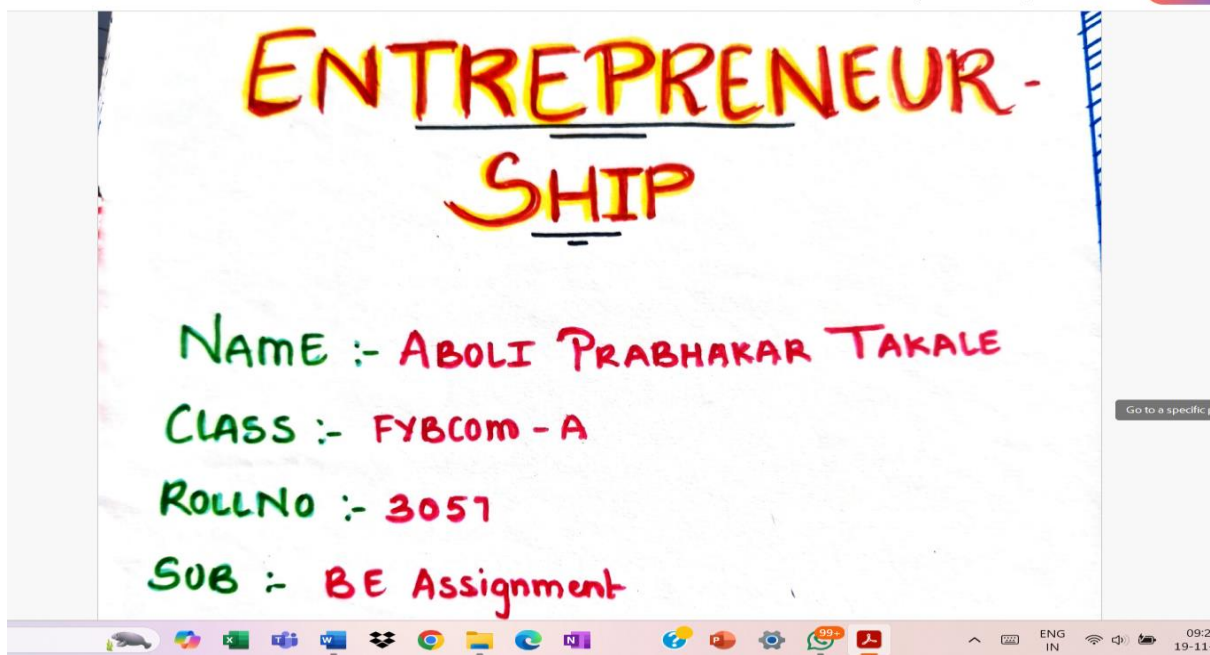 ENTREPRENEUR-
SHIP
NAME :- ABOLI PRABHAKAR TAKALE
CLASS :- FYBCOM - A
ROLLNO :- 3057
SUB :- BE Assignment
Go to a specific
99+
ENG
IN
09:2
19-11-